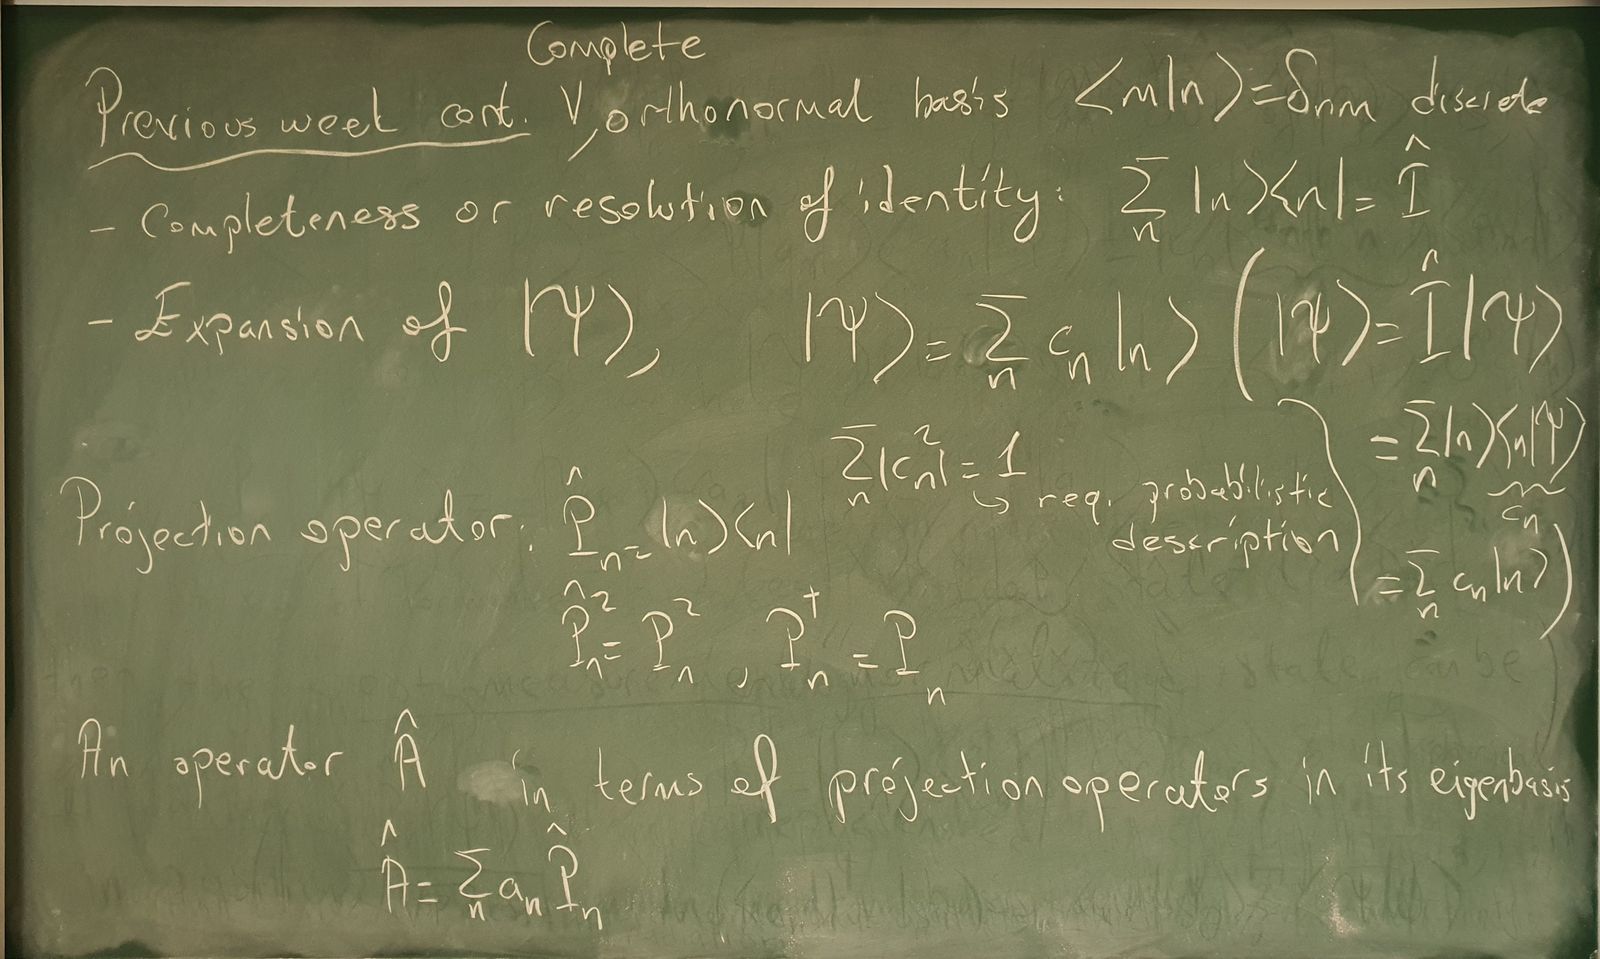 Complete
Previous week cont. V, orthonormal basis ⟨m|n⟩=δnm discrete
- Completeness or resolution of identity: Σn |n⟩⟨n| = Î
- Expansion of |Ψ⟩, |Ψ⟩ = Σn cn |n⟩ (|Ψ⟩ = Î|Ψ⟩
= Σn |n⟩⟨n|Ψ⟩
cn
= Σn cn|n⟩)
Σn |cn|² = 1
↪ req. probabilistic
description
Projection operator: P̂n = |n⟩⟨n|
P̂n² = Pn², Pn† = Pn
An operator Â in terms of projection operators in its eigenbasis
Â = Σn an P̂n